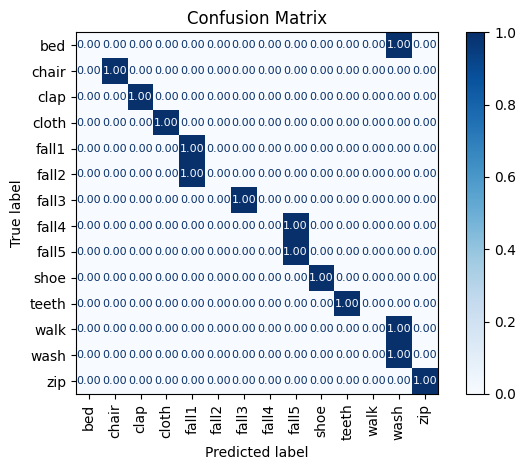 Confusion Matrix
bed 0.00 0.00 0.00 0.00 0.00 0.00 0.00 0.00 0.00 0.00 0.00 0.00 1.00 0.00
chair 0.00 1.00 0.00 0.00 0.00 0.00 0.00 0.00 0.00 0.00 0.00 0.00 0.00 0.00
clap 0.00 0.00 1.00 0.00 0.00 0.00 0.00 0.00 0.00 0.00 0.00 0.00 0.00 0.00
cloth 0.00 0.00 0.00 1.00 0.00 0.00 0.00 0.00 0.00 0.00 0.00 0.00 0.00 0.00
fall1 0.00 0.00 0.00 0.00 1.00 0.00 0.00 0.00 0.00 0.00 0.00 0.00 0.00 0.00
fall2 0.00 0.00 0.00 0.00 1.00 0.00 0.00 0.00 0.00 0.00 0.00 0.00 0.00 0.00
fall3 0.00 0.00 0.00 0.00 0.00 0.00 1.00 0.00 0.00 0.00 0.00 0.00 0.00 0.00
fall4 0.00 0.00 0.00 0.00 0.00 0.00 0.00 0.00 1.00 0.00 0.00 0.00 0.00 0.00
fall5 0.00 0.00 0.00 0.00 0.00 0.00 0.00 0.00 1.00 0.00 0.00 0.00 0.00 0.00
shoe 0.00 0.00 0.00 0.00 0.00 0.00 0.00 0.00 0.00 1.00 0.00 0.00 0.00 0.00
teeth 0.00 0.00 0.00 0.00 0.00 0.00 0.00 0.00 0.00 0.00 1.00 0.00 0.00 0.00
walk 0.00 0.00 0.00 0.00 0.00 0.00 0.00 0.00 0.00 0.00 0.00 0.00 1.00 0.00
wash 0.00 0.00 0.00 0.00 0.00 0.00 0.00 0.00 0.00 0.00 0.00 0.00 1.00 0.00
zip 0.00 0.00 0.00 0.00 0.00 0.00 0.00 0.00 0.00 0.00 0.00 0.00 0.00 1.00
True label
bed chair clap cloth fall1 fall2 fall3 fall4 fall5 shoe teeth walk wash zip
Predicted label
1.0
0.8
0.6
0.4
0.2
0.0